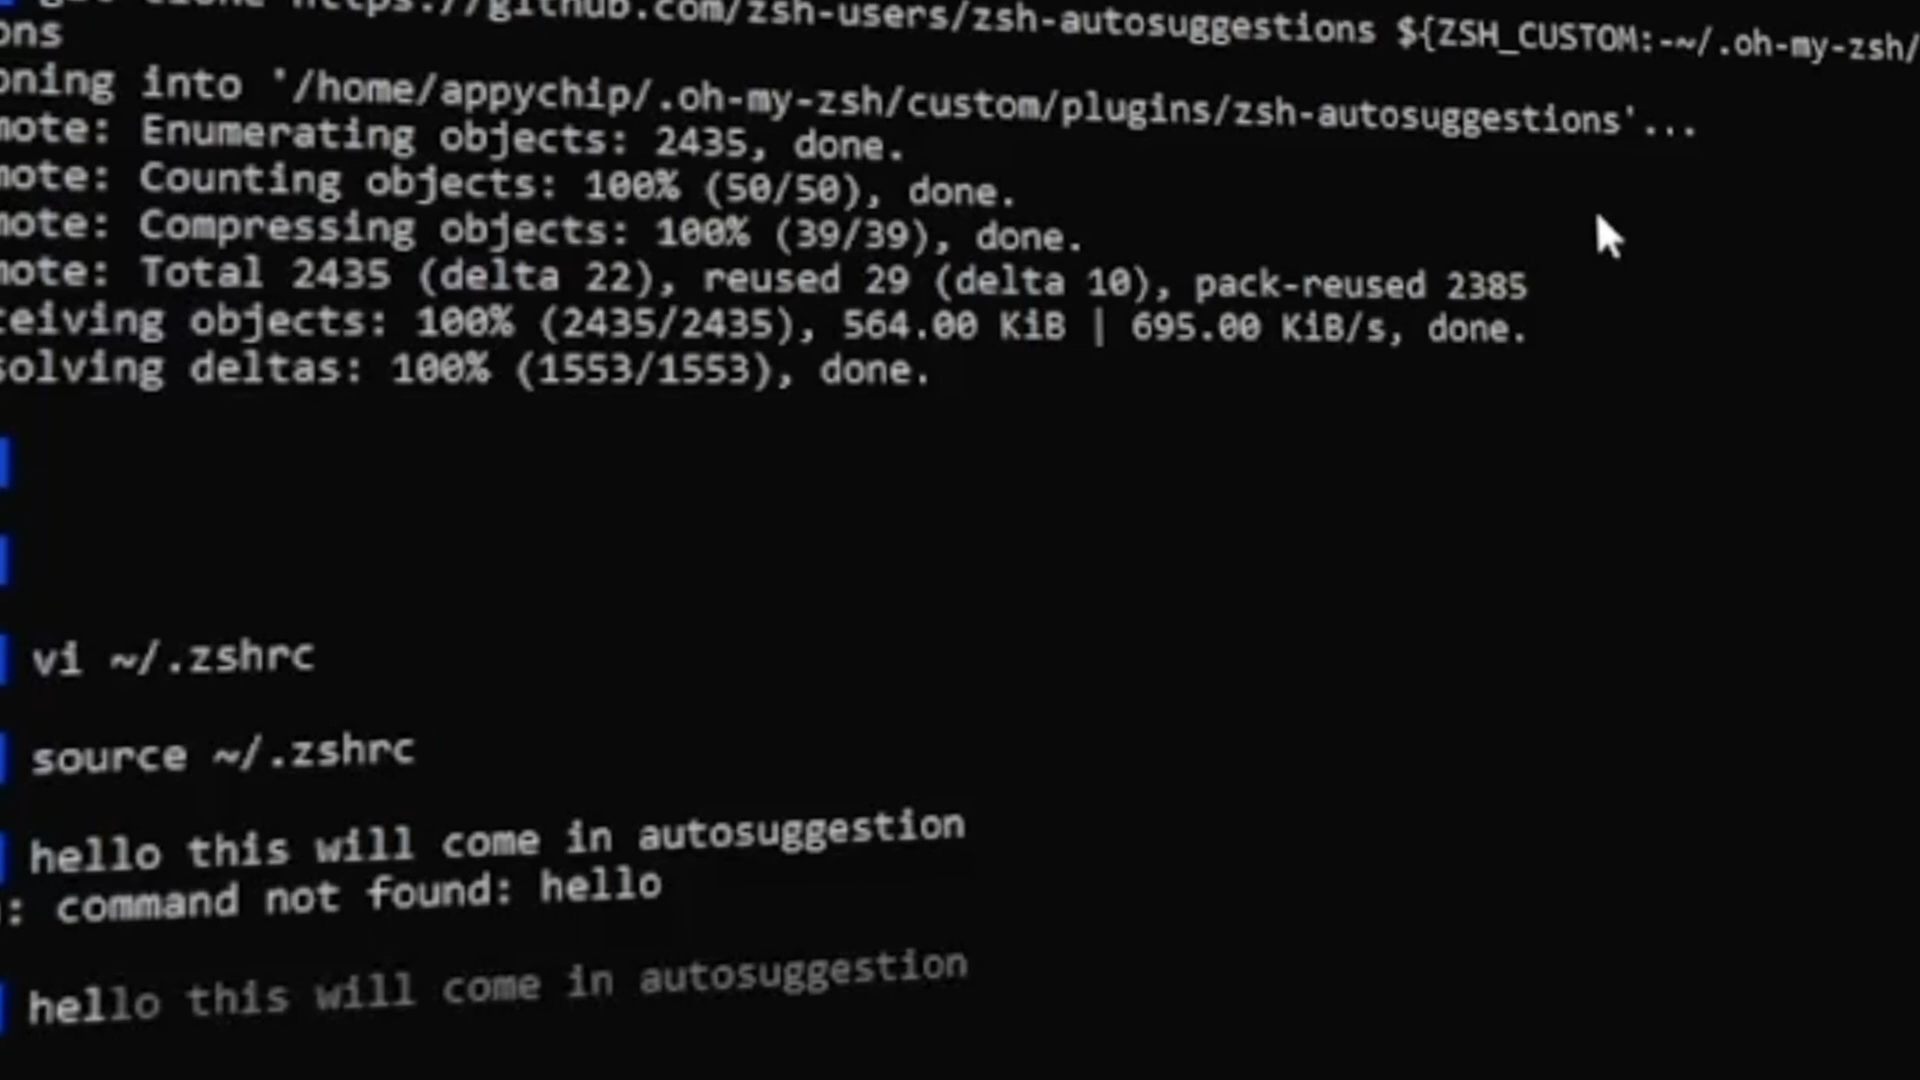 https://github.com/zsh-users/zsh-autosuggestions ${ZSH_CUSTOM:-~/.oh-my-zsh/
ons
oning into '/home/appychip/.oh-my-zsh/custom/plugins/zsh-autosuggestions'...
mote: Enumerating objects: 2435, done.
mote: Counting objects: 100% (50/50), done.
mote: Compressing objects: 100% (39/39), done.
mote: Total 2435 (delta 22), reused 29 (delta 10), pack-reused 2385
ceiving objects: 100% (2435/2435), 564.00 KiB | 695.00 KiB/s, done.
solving deltas: 100% (1553/1553), done.
vi ~/.zshrc
source ~/.zshrc
hello this will come in autosuggestion
: command not found: hello
hello this will come in autosuggestion